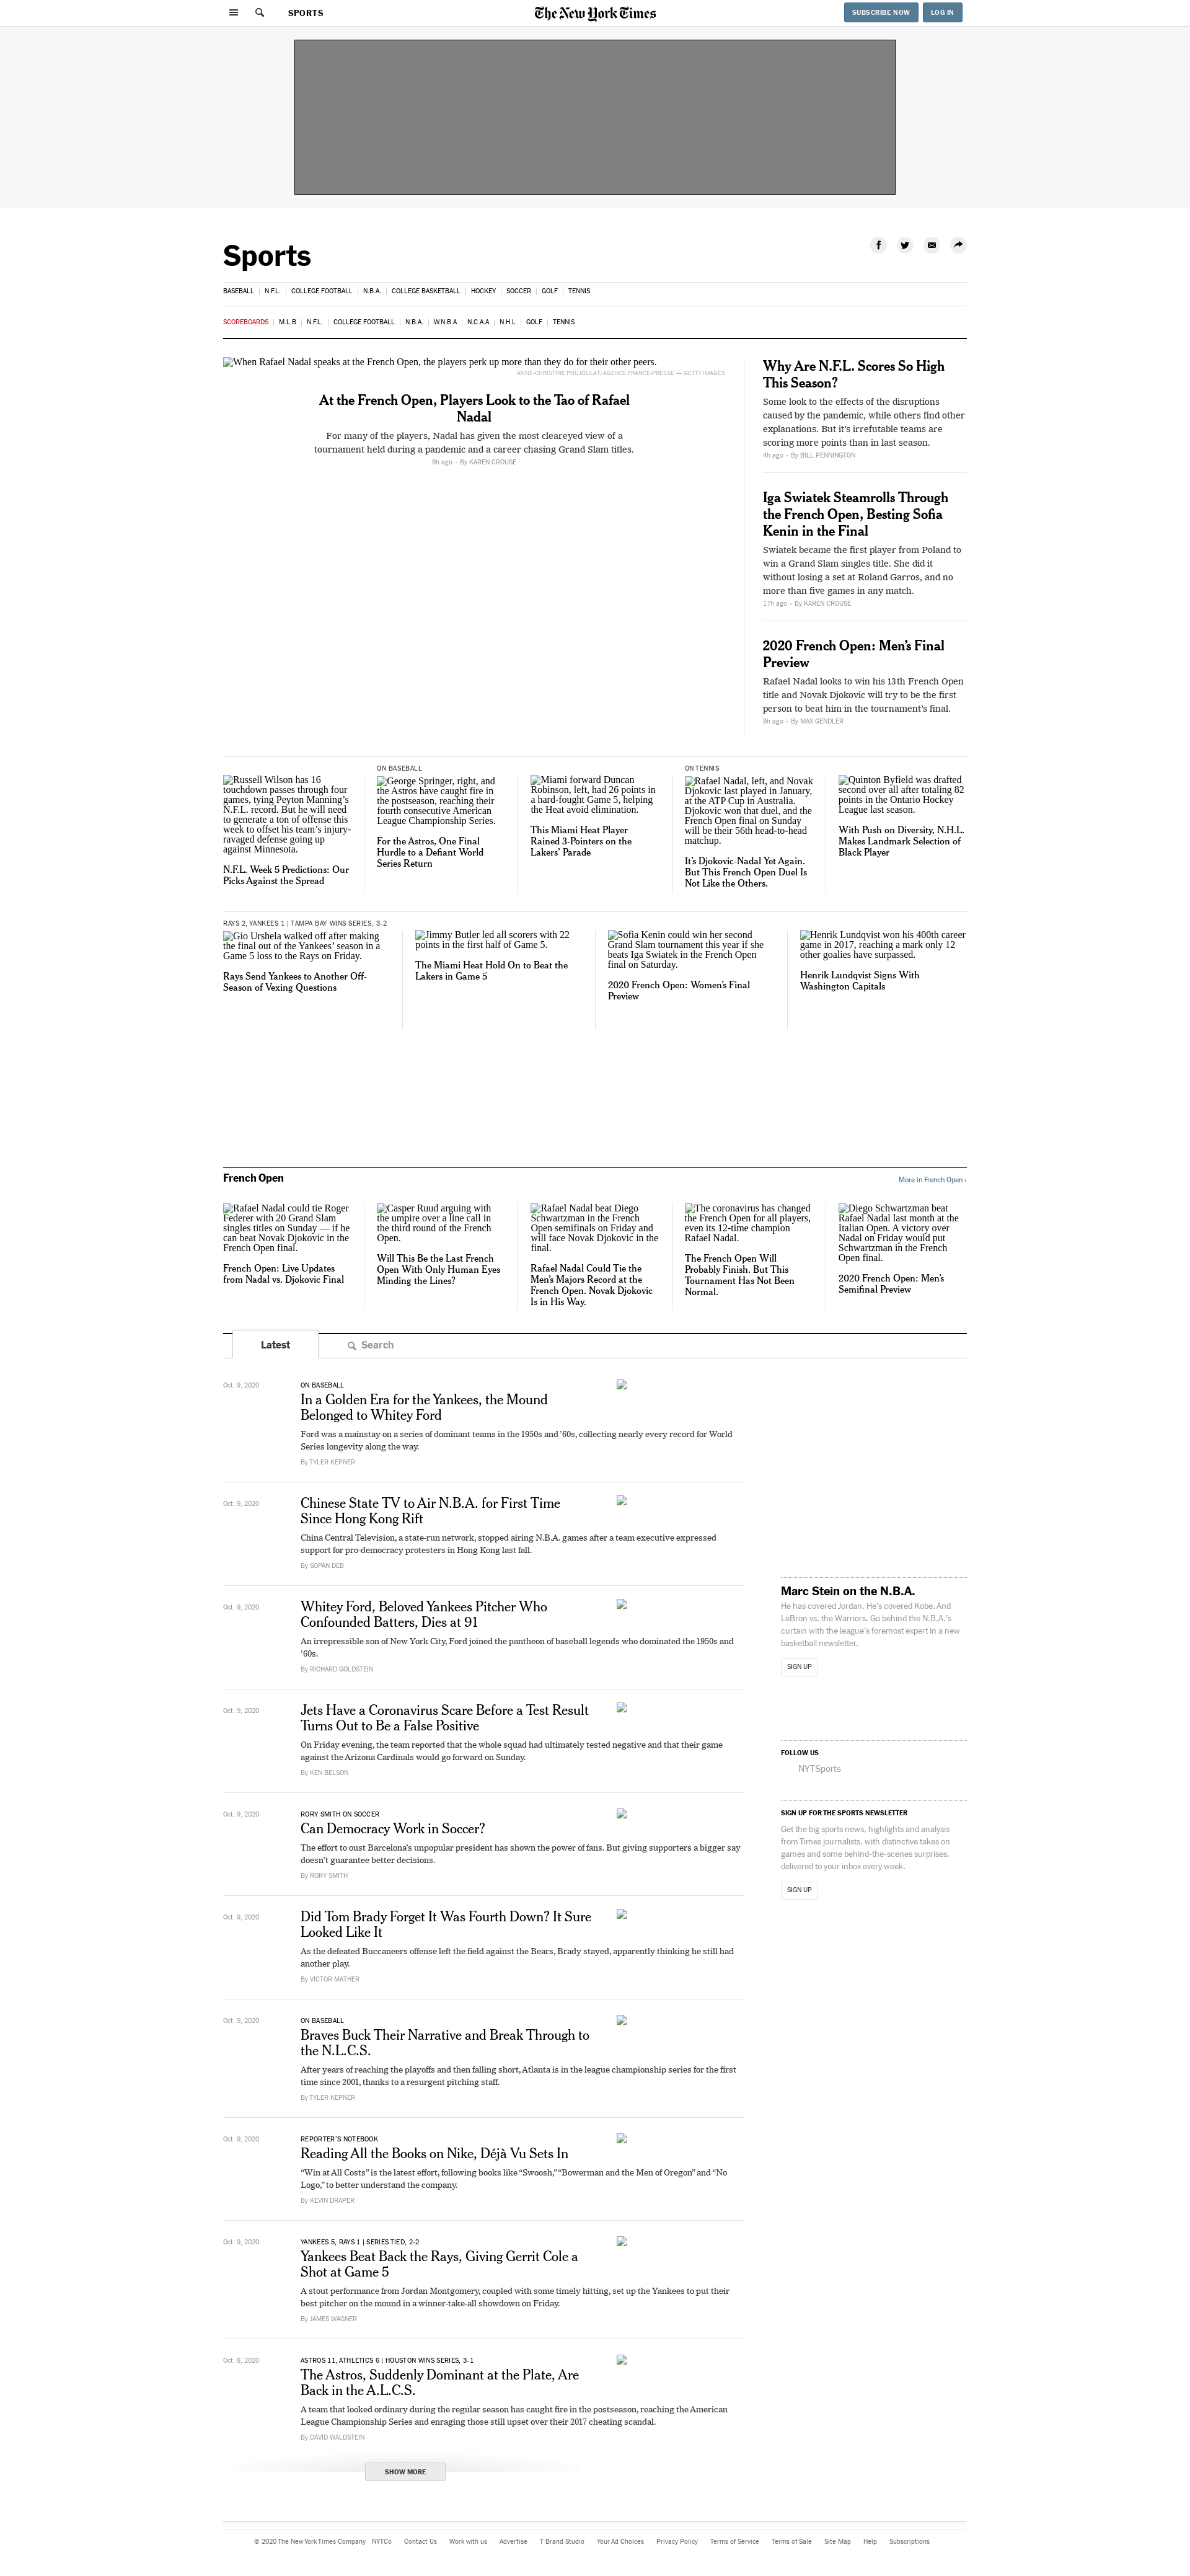 SPORTS
The New York Times
SUBSCRIBE NOW
LOG IN
Sports
BASEBALL | N.F.L. | COLLEGE FOOTBALL | N.B.A. | COLLEGE BASKETBALL | HOCKEY | SOCCER | GOLF | TENNIS
SCOREBOARDS | M.L.B | N.F.L. | COLLEGE FOOTBALL | N.B.A. | W.N.B.A | N.C.A.A | N.H.L | GOLF | TENNIS
When Rafael Nadal speaks at the French Open, the players perk up more than they do for their other peers.
ANNE-CHRISTINE POUJOULAT/AGENCE FRANCE-PRESSE — GETTY IMAGES
At the French Open, Players Look to the Tao of Rafael
Nadal
For many of the players, Nadal has given the most cleareyed view of a
tournament held during a pandemic and a career chasing Grand Slam titles.
9h ago • By KAREN CROUSE
Why Are N.F.L. Scores So High
This Season?
Some look to the effects of the disruptions
caused by the pandemic, while others find other
explanations. But it's irrefutable teams are
scoring more points than in last season.
4h ago • By BILL PENNINGTON
Iga Swiatek Steamrolls Through
the French Open, Besting Sofia
Kenin in the Final
Swiatek became the first player from Poland to
win a Grand Slam singles title. She did it
without losing a set at Roland Garros, and no
more than five games in any match.
17h ago • By KAREN CROUSE
2020 French Open: Men's Final
Preview
Rafael Nadal looks to win his 13th French Open
title and Novak Djokovic will try to be the first
person to beat him in the tournament's final.
9h ago • By MAX GENDLER
Russell Wilson has 16
touchdown passes through four
games, tying Peyton Manning's
N.F.L. record. But he will need
to generate a ton of offense this
week to offset his team's injury-
ravaged defense going up
against Minnesota.
N.F.L. Week 5 Predictions: Our
Picks Against the Spread
ON BASEBALL
George Springer, right, and
the Astros have caught fire in
the postseason, reaching their
fourth consecutive American
League Championship Series.
For the Astros, One Final
Hurdle to a Defiant World
Series Return
Miami forward Duncan
Robinson, left, had 26 points in
a hard-fought Game 5, helping
the Heat avoid elimination.
This Miami Heat Player
Rained 3-Pointers on the
Lakers' Parade
ON TENNIS
Rafael Nadal, left, and Novak
Djokovic last played in January,
at the ATP Cup in Australia.
Djokovic won that duel, and the
French Open final on Sunday
will be their 56th head-to-head
matchup.
It's Djokovic-Nadal Yet Again.
But This French Open Duel Is
Not Like the Others.
Quinton Byfield was drafted
second over all after totaling 82
points in the Ontario Hockey
League last season.
With Push on Diversity, N.H.L.
Makes Landmark Selection of
Black Player
RAYS 2, YANKEES 1 | TAMPA BAY WINS SERIES, 3-2
Gio Urshela walked off after making
the final out of the Yankees' season in a
Game 5 loss to the Rays on Friday.
Rays Send Yankees to Another Off-
Season of Vexing Questions
Jimmy Butler led all scorers with 22
points in the first half of Game 5.
The Miami Heat Hold On to Beat the
Lakers in Game 5
Sofia Kenin could win her second
Grand Slam tournament this year if she
beats Iga Swiatek in the French Open
final on Saturday.
2020 French Open: Women's Final
Preview
Henrik Lundqvist won his 400th career
game in 2017, reaching a mark only 12
other goalies have surpassed.
Henrik Lundqvist Signs With
Washington Capitals
French Open
More in French Open ›
Rafael Nadal could tie Roger
Federer with 20 Grand Slam
singles titles on Sunday — if he
can beat Novak Djokovic in the
French Open final.
French Open: Live Updates
from Nadal vs. Djokovic Final
Casper Ruud arguing with
the umpire over a line call in
the third round of the French
Open.
Will This Be the Last French
Open With Only Human Eyes
Minding the Lines?
Rafael Nadal beat Diego
Schwartzman in the French
Open semifinals on Friday and
will face Novak Djokovic in the
final.
Rafael Nadal Could Tie the
Men's Majors Record at the
French Open. Novak Djokovic
Is in His Way.
The coronavirus has changed
the French Open for all players,
even its 12-time champion
Rafael Nadal.
The French Open Will
Probably Finish. But This
Tournament Has Not Been
Normal.
Diego Schwartzman beat
Rafael Nadal last month at the
Italian Open. A victory over
Nadal on Friday would put
Schwartzman in the French
Open final.
2020 French Open: Men's
Semifinal Preview
Latest
Search
Oct. 9, 2020
ON BASEBALL
In a Golden Era for the Yankees, the Mound
Belonged to Whitey Ford
Ford was a mainstay on a series of dominant teams in the 1950s and '60s, collecting nearly every record for World
Series longevity along the way.
By TYLER KEPNER
Oct. 9, 2020
Chinese State TV to Air N.B.A. for First Time
Since Hong Kong Rift
China Central Television, a state-run network, stopped airing N.B.A. games after a team executive expressed
support for pro-democracy protesters in Hong Kong last fall.
By SOPAN DEB
Oct. 9, 2020
Whitey Ford, Beloved Yankees Pitcher Who
Confounded Batters, Dies at 91
An irrepressible son of New York City, Ford joined the pantheon of baseball legends who dominated the 1950s and
'60s.
By RICHARD GOLDSTEIN
Oct. 9, 2020
Jets Have a Coronavirus Scare Before a Test Result
Turns Out to Be a False Positive
On Friday evening, the team reported that the whole squad had ultimately tested negative and that their game
against the Arizona Cardinals would go forward on Sunday.
By KEN BELSON
Oct. 9, 2020
RORY SMITH ON SOCCER
Can Democracy Work in Soccer?
The effort to oust Barcelona's unpopular president has shown the power of fans. But giving supporters a bigger say
doesn't guarantee better decisions.
By RORY SMITH
Oct. 9, 2020
Did Tom Brady Forget It Was Fourth Down? It Sure
Looked Like It
As the defeated Buccaneers offense left the field against the Bears, Brady stayed, apparently thinking he still had
another play.
By VICTOR MATHER
Oct. 9, 2020
ON BASEBALL
Braves Buck Their Narrative and Break Through to
the N.L.C.S.
After years of reaching the playoffs and then falling short, Atlanta is in the league championship series for the first
time since 2001, thanks to a resurgent pitching staff.
By TYLER KEPNER
Oct. 9, 2020
REPORTER'S NOTEBOOK
Reading All the Books on Nike, Déjà Vu Sets In
“Win at All Costs” is the latest effort, following books like “Swoosh,” “Bowerman and the Men of Oregon” and “No
Logo,” to better understand the company.
By KEVIN DRAPER
Oct. 9, 2020
YANKEES 5, RAYS 1 | SERIES TIED, 2-2
Yankees Beat Back the Rays, Giving Gerrit Cole a
Shot at Game 5
A stout performance from Jordan Montgomery, coupled with some timely hitting, set up the Yankees to put their
best pitcher on the mound in a winner-take-all showdown on Friday.
By JAMES WAGNER
Oct. 8, 2020
ASTROS 11, ATHLETICS 6 | HOUSTON WINS SERIES, 3-1
The Astros, Suddenly Dominant at the Plate, Are
Back in the A.L.C.S.
A team that looked ordinary during the regular season has caught fire in the postseason, reaching the American
League Championship Series and enraging those still upset over their 2017 cheating scandal.
By DAVID WALDSTEIN
SHOW MORE
Marc Stein on the N.B.A.
He has covered Jordan. He's covered Kobe. And
LeBron vs. the Warriors. Go behind the N.B.A.'s
curtain with the league's foremost expert in a new
basketball newsletter.
SIGN UP
FOLLOW US
NYTSports
SIGN UP FOR THE SPORTS NEWSLETTER
Get the big sports news, highlights and analysis
from Times journalists, with distinctive takes on
games and some behind-the-scenes surprises,
delivered to your inbox every week.
SIGN UP
© 2020 The New York Times Company NYTCo Contact Us Work with us Advertise T Brand Studio Your Ad Choices Privacy Policy Terms of Service Terms of Sale Site Map Help Subscriptions